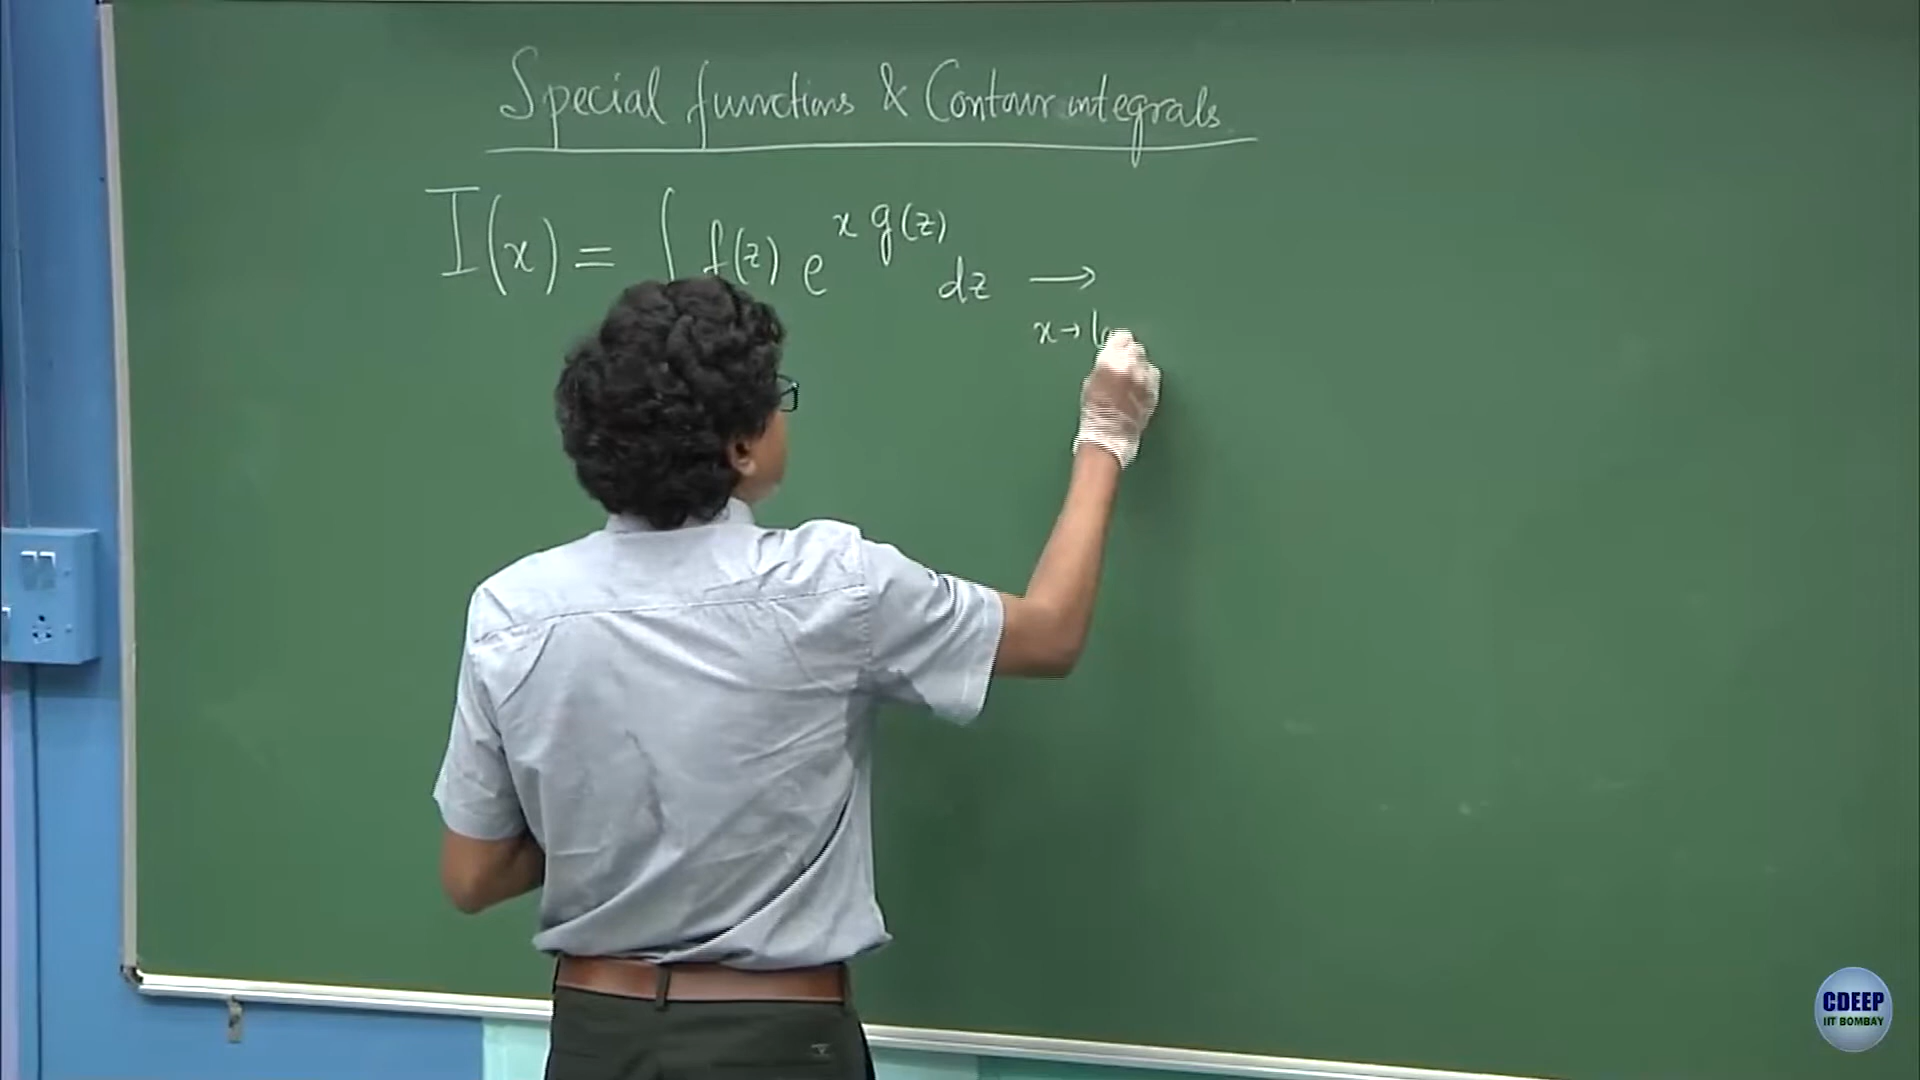 Special functions & Contour integrals
I(x) = ∫ f(z) e^{x g(z)} dz →
x →
CDEEP
IIT BOMBAY